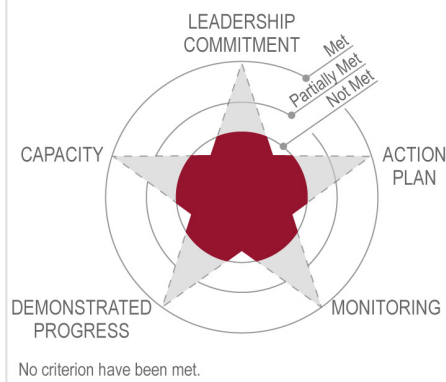 LEADERSHIP
COMMITMENT
Met
Partially Met
Not Met
CAPACITY
ACTION
PLAN
DEMONSTRATED
PROGRESS
MONITORING
No criterion have been met.